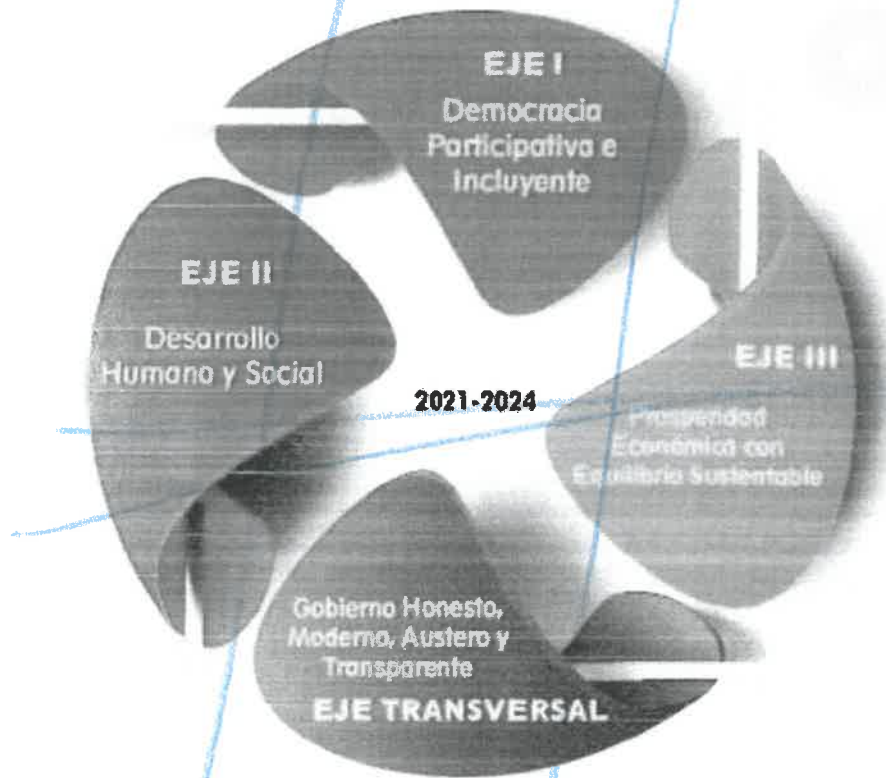 EJE I
Democracia
Participativa e
Incluyente
EJE II
Desarrollo
Humano y Social
2021-2024
EJE III
Prosperidad
Económica con
Equilibrio Sustentable
Gobierno Honesto,
Moderno, Austero y
Transparente
EJE TRANSVERSAL